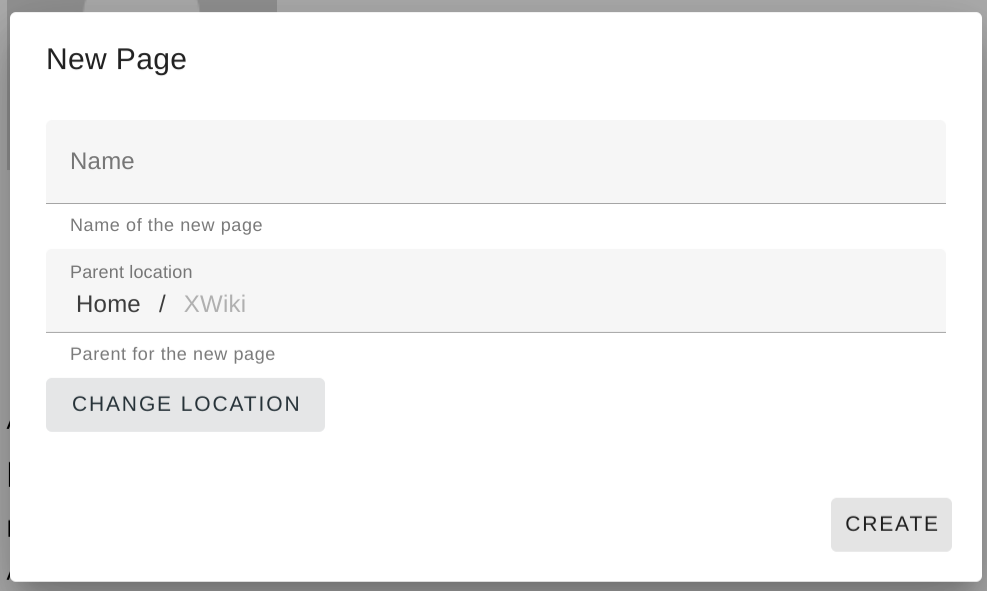 New Page
Name
Name of the new page
Parent location
Home / XWiki
Parent for the new page
CHANGE LOCATION
CREATE